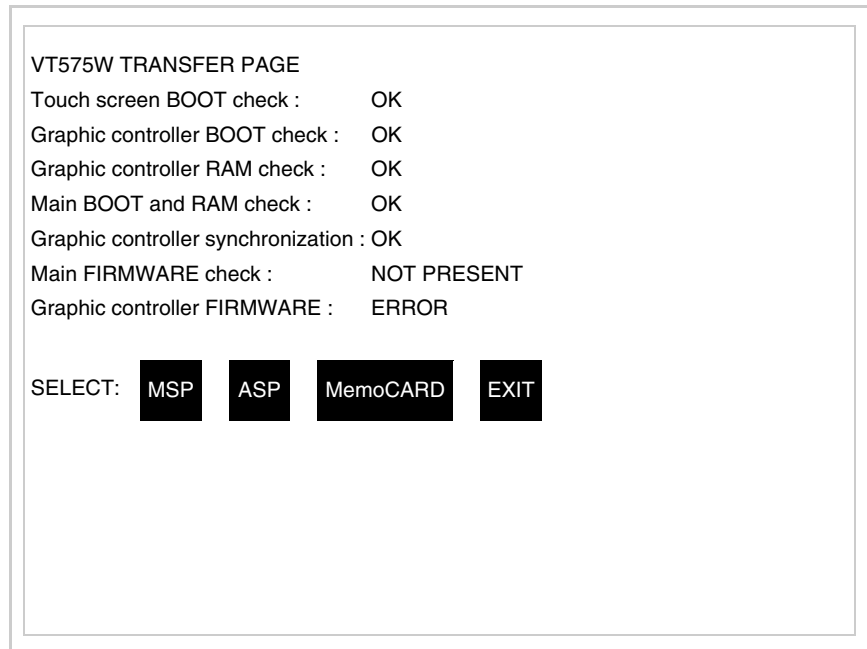 VT575W TRANSFER PAGE
Touch screen BOOT check : OK
Graphic controller BOOT check : OK
Graphic controller RAM check : OK
Main BOOT and RAM check : OK
Graphic controller synchronization : OK
Main FIRMWARE check : NOT PRESENT
Graphic controller FIRMWARE : ERROR
SELECT: MSP ASP MemoCARD EXIT